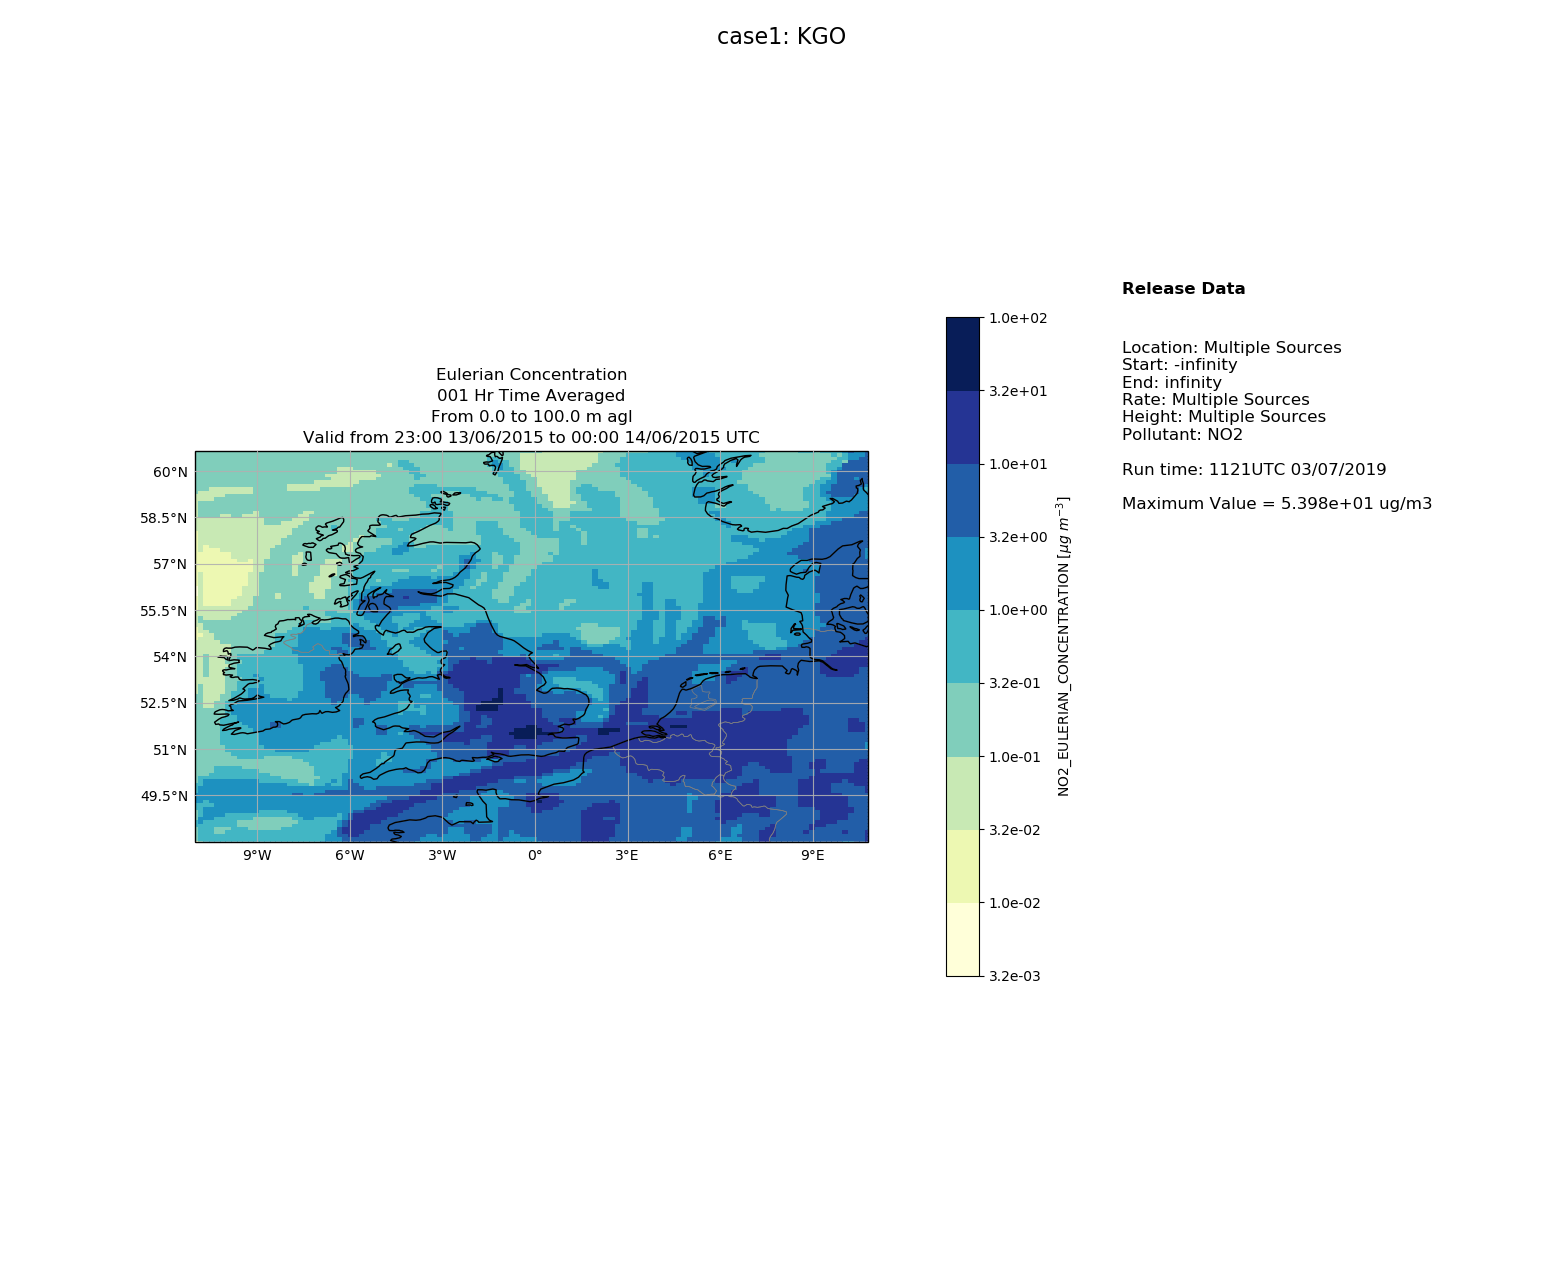 case1: KGO
Eulerian Concentration
001 Hr Time Averaged
From 0.0 to 100.0 m agl
Valid from 23:00 13/06/2015 to 00:00 14/06/2015 UTC
60°N
58.5°N
57°N
55.5°N
54°N
52.5°N
51°N
49.5°N
9°W
6°W
3°W
0°
3°E
6°E
9°E
1.0e+02
3.2e+01
1.0e+01
3.2e+00
1.0e+00
3.2e-01
1.0e-01
3.2e-02
1.0e-02
3.2e-03
NO2_EULERIAN_CONCENTRATION [µg m⁻³]
Release Data
Location: Multiple Sources
Start: -infinity
End: infinity
Rate: Multiple Sources
Height: Multiple Sources
Pollutant: NO2
Run time: 1121UTC 03/07/2019
Maximum Value = 5.398e+01 ug/m3